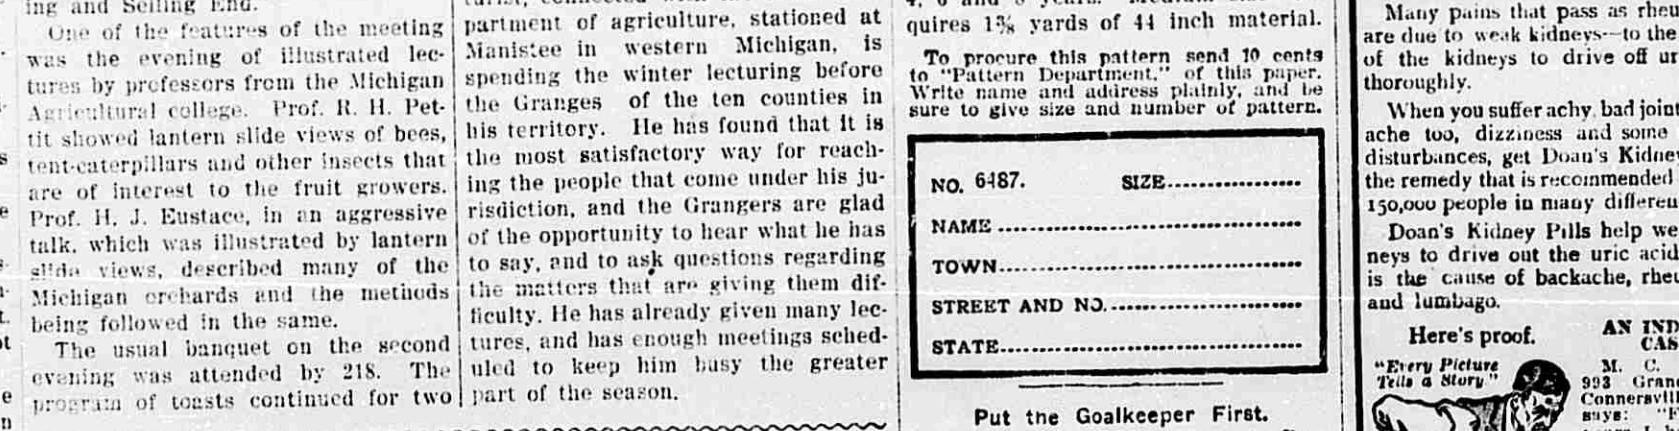 ing and Selling End.
One of the features of the meeting
was the evening of illustrated lec-
tures by professors from the Michigan
Agricultural college. Prof. R. H. Pet-
tit showed lantern slide views of bees,
tent-caterpillars and other insects that
are of interest to the fruit growers.
Prof. H. J. Eustace, in an aggressive
talk, which was illustrated by lantern
slide views, described many of the
Michigan orchards and the methods
being followed in the same.
The usual banquet on the second
evening was attended by 218. The
program of toasts continued for two
partment of agriculture, stationed at
Manistee in western Michigan, is
spending the winter lecturing before
the Granges of the ten counties in
his territory. He has found that it is
the most satisfactory way for reach-
ing the people that come under his ju-
risdiction, and the Grangers are glad
of the opportunity to hear what he has
to say, and to ask questions regarding
the matters that are giving them dif-
ficulty. He has already given many lec-
tures, and has enough meetings sched-
uled to keep him busy the greater
part of the season.
quires 1⅜ yards of 44 inch material.
To procure this pattern send 10 cents
to "Pattern Department," of this paper.
Write name and address plainly, and be
sure to give size and number of pattern.
NO. 6487. SIZE..................
NAME ........................................
TOWN.......................................
STREET AND NO.........................
STATE.......................................
Put the Goalkeeper First.
Many pains that pass as rheu
are due to weak kidneys--to the
of the kidneys to drive off ur
thoroughly.
When you suffer achy, bad joint
ache too, dizziness and some
disturbances, get Doan's Kidney
the remedy that is recommended
150,000 people in many differen
Doan's Kidney Pills help we
neys to drive out the uric acid
is the cause of backache, rheu
and lumbago.
Here's proof.
"Every Picture
Tells a Story"
AN IND
CAS
M. C.
993 Gran
Connersvill
says: